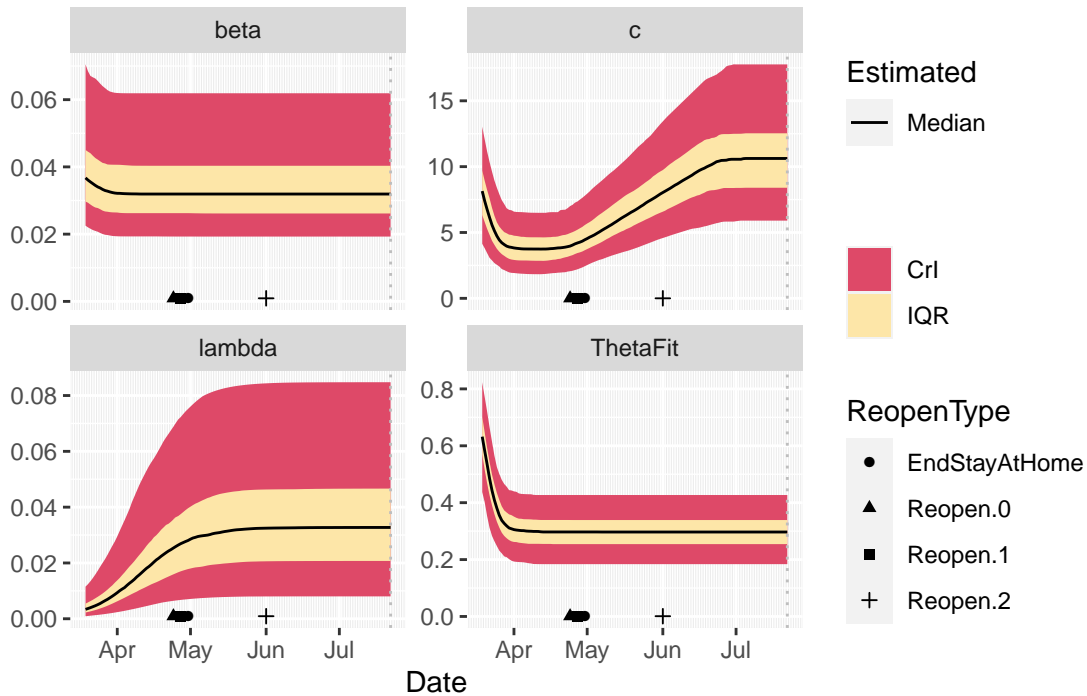 beta
c
0.06
0.04
0.02
0.00
15
10
5
0
lambda
ThetaFit
0.08
0.06
0.04
0.02
0.00
0.8
0.6
0.4
0.2
0.0
Apr May Jun Jul
Apr May Jun Jul
Date
Estimated
Median
CrI
IQR
ReopenType
EndStayAtHome
Reopen.0
Reopen.1
Reopen.2